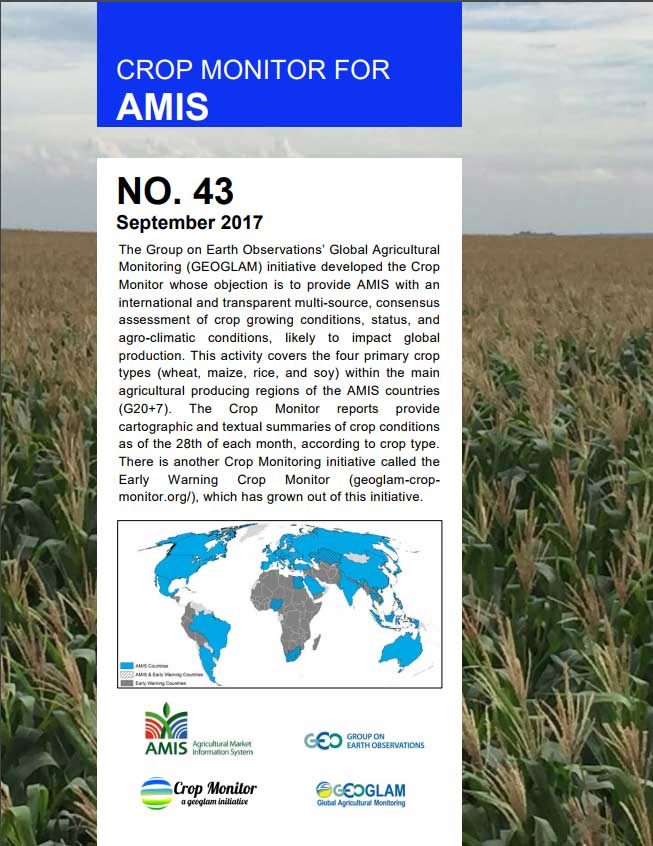 CROP MONITOR FOR
AMIS
NO. 43
September 2017
The Group on Earth Observations' Global Agricultural
Monitoring (GEOGLAM) initiative developed the Crop
Monitor whose objection is to provide AMIS with an
international and transparent multi-source, consensus
assessment of crop growing conditions, status, and
agro-climatic conditions, likely to impact global
production. This activity covers the four primary crop
types (wheat, maize, rice, and soy) within the main
agricultural producing regions of the AMIS countries
(G20+7). The Crop Monitor reports provide
cartographic and textual summaries of crop conditions
as of the 28th of each month, according to crop type.
There is another Crop Monitoring initiative called the
Early Warning Crop Monitor (geoglam-crop-
monitor.org/), which has grown out of this initiative.
AMIS Countries
AMIS & Early Warning Countries
Early Warning Countries
AMIS Agricultural Market
Information System
GEO GROUP ON
EARTH OBSERVATIONS
Crop Monitor
a geoglam initiative
GEOGLAM
Global Agricultural Monitoring